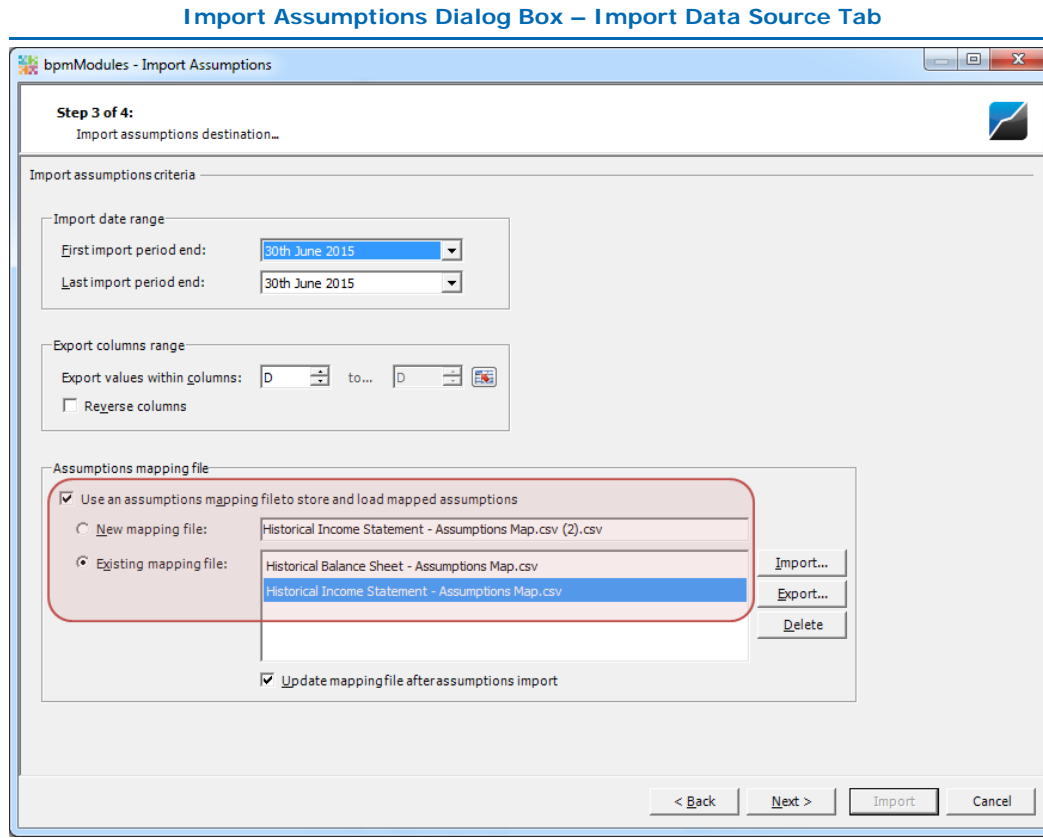 Import Assumptions Dialog Box – Import Data Source Tab
bpmModules - Import Assumptions
Step 3 of 4:
Import assumptions destination...
Import assumptions criteria
Import date range
First import period end: 30th June 2015
Last import period end: 30th June 2015
Export columns range
Export values within columns: D to... D
Reverse columns
Assumptions mapping file
Use an assumptions mapping fileto store and load mapped assumptions
New mapping file: Historical Income Statement - Assumptions Map.csv (2).csv
Existing mapping file: Historical Balance Sheet - Assumptions Map.csv Import...
Historical Income Statement - Assumptions Map.csv Export...
Delete
Update mapping file after assumptions import
< Back Next > Import Cancel